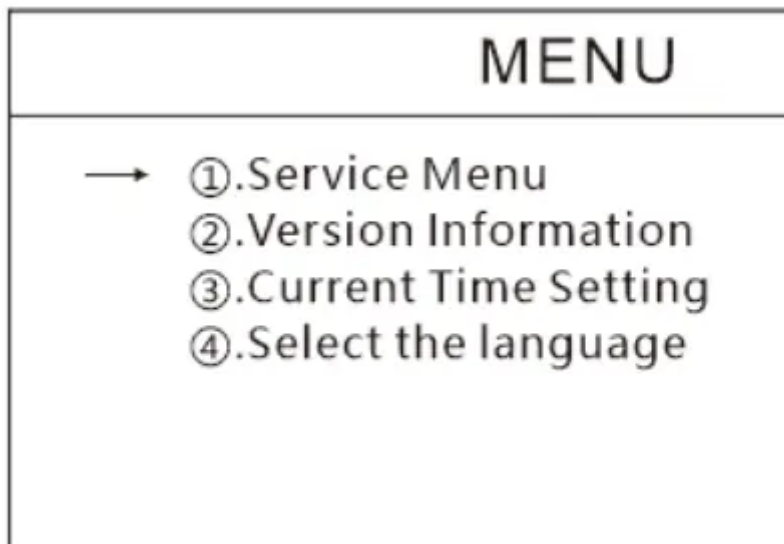 MENU
→ ①.Service Menu
②.Version Information
③.Current Time Setting
④.Select the language